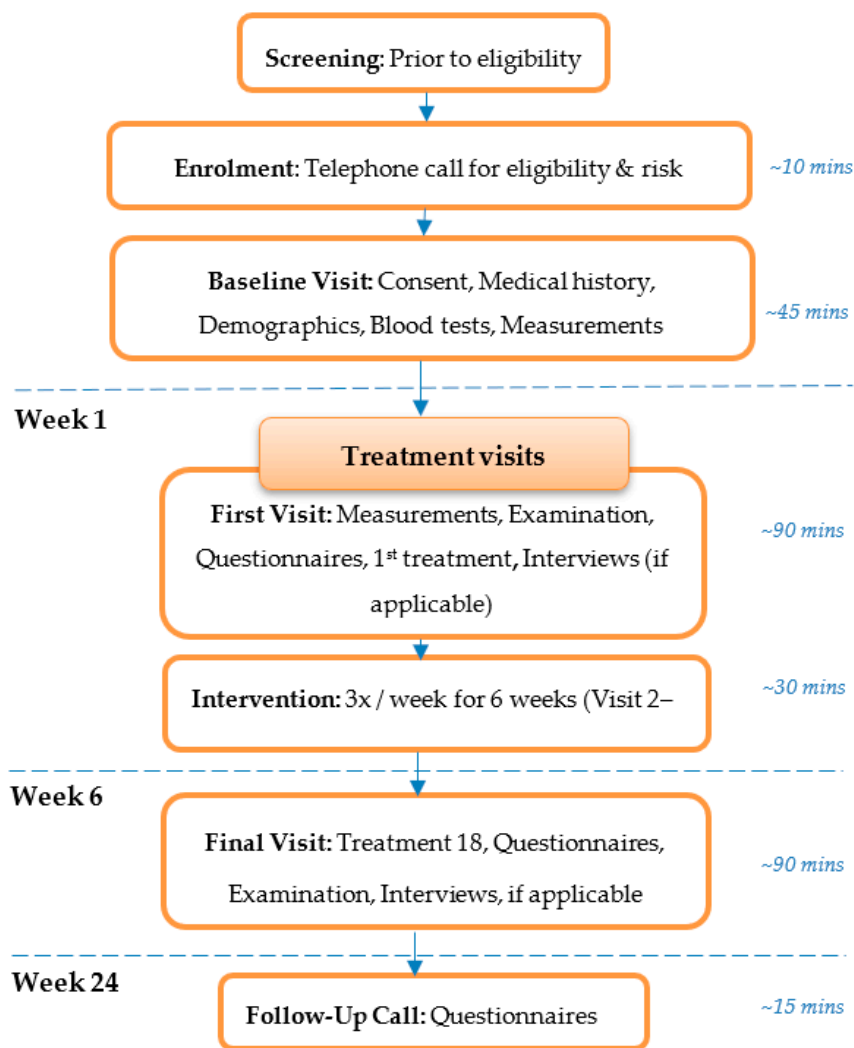 Screening: Prior to eligibility
Enrolment: Telephone call for eligibility & risk
~10 mins
Baseline Visit: Consent, Medical history,
Demographics, Blood tests, Measurements
~45 mins
Week 1
Treatment visits
First Visit: Measurements, Examination,
Questionnaires, 1st treatment, Interviews (if
applicable)
~90 mins
Intervention: 3x / week for 6 weeks (Visit 2–
~30 mins
Week 6
Final Visit: Treatment 18, Questionnaires,
Examination, Interviews, if applicable
~90 mins
Week 24
Follow-Up Call: Questionnaires
~15 mins